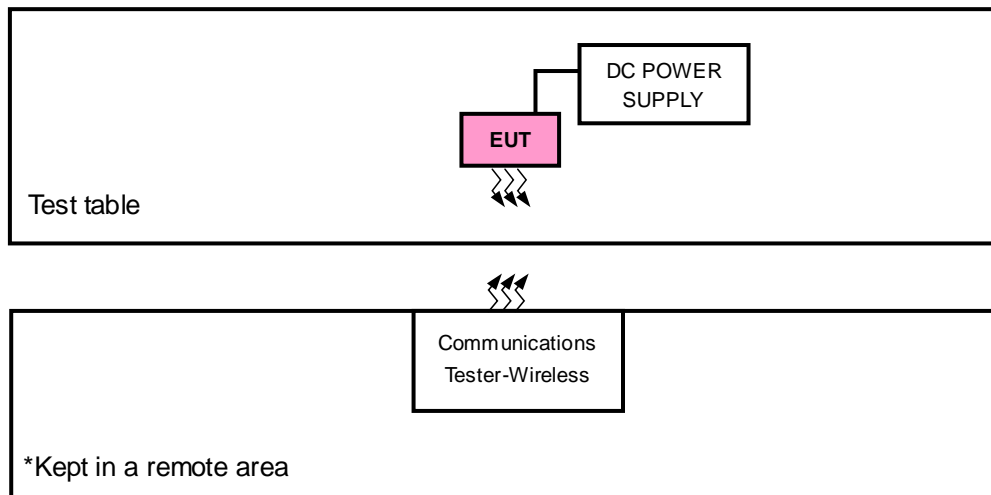 DC POWER
SUPPLY
EUT
Test table
Communications
Tester-Wireless
*Kept in a remote area